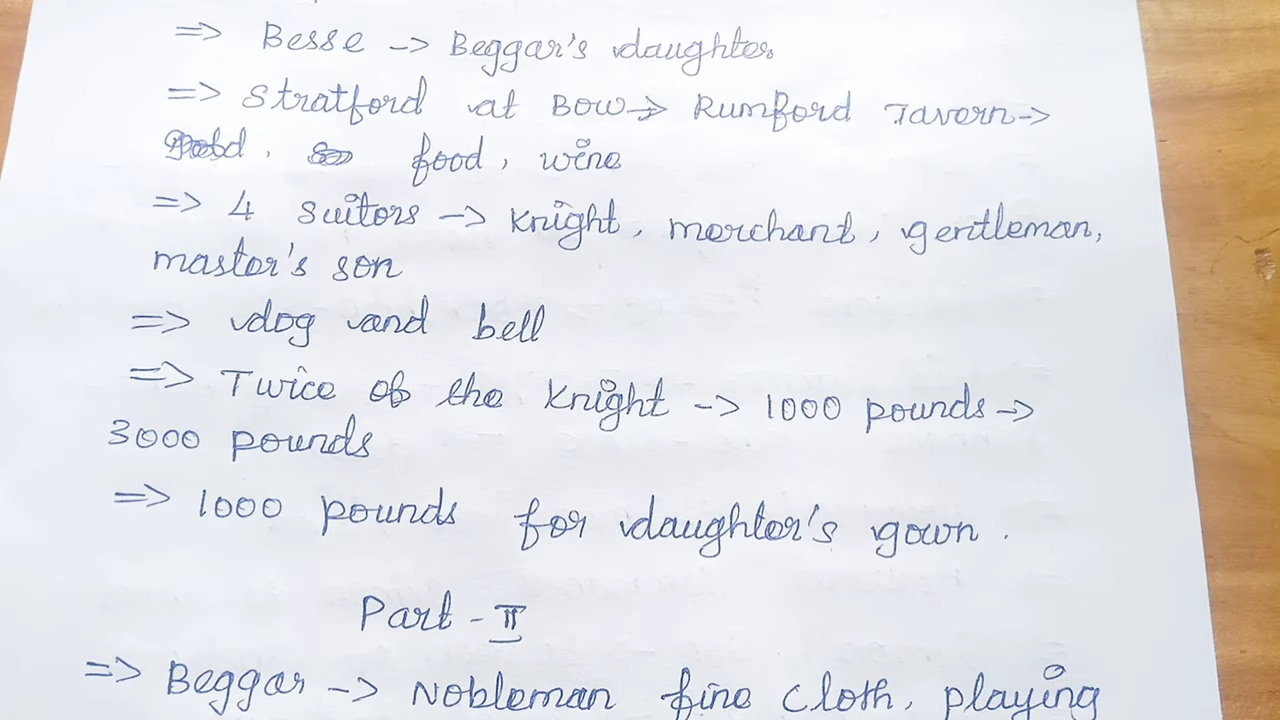 => Besse -> Beggar's daughter
=> Stratford at Bow -> Rumford Tavern ->
food, wine
=> 4 suitors -> Knight, merchant, gentleman,
master's son
=> dog and bell
=> Twice of the Knight -> 1000 pounds ->
3000 pounds
=> 1000 pounds for daughter's gown.
Part - II
=> Beggar -> Nobleman fine cloth, playing